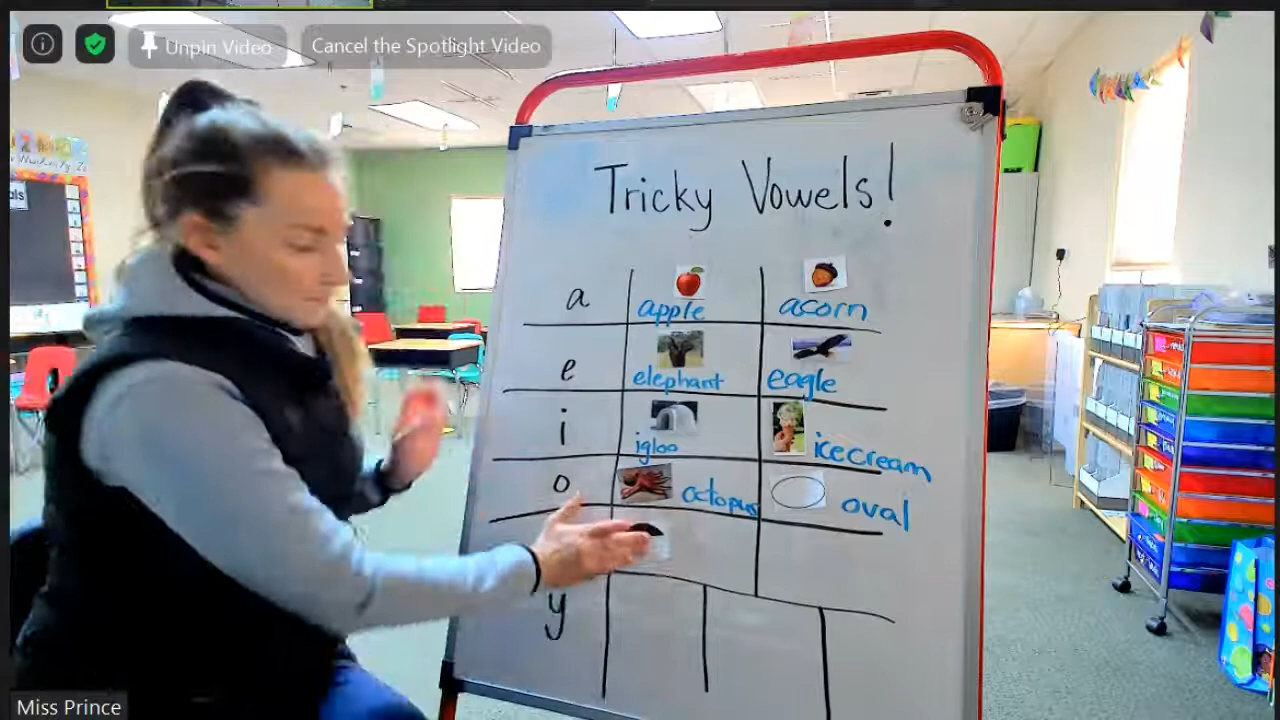 Unpin Video
Cancel the Spotlight Video
Tricky Vowels!
a apple acorn
e elephant eagle
i igloo icecream
o octopus oval
y
Miss Prince